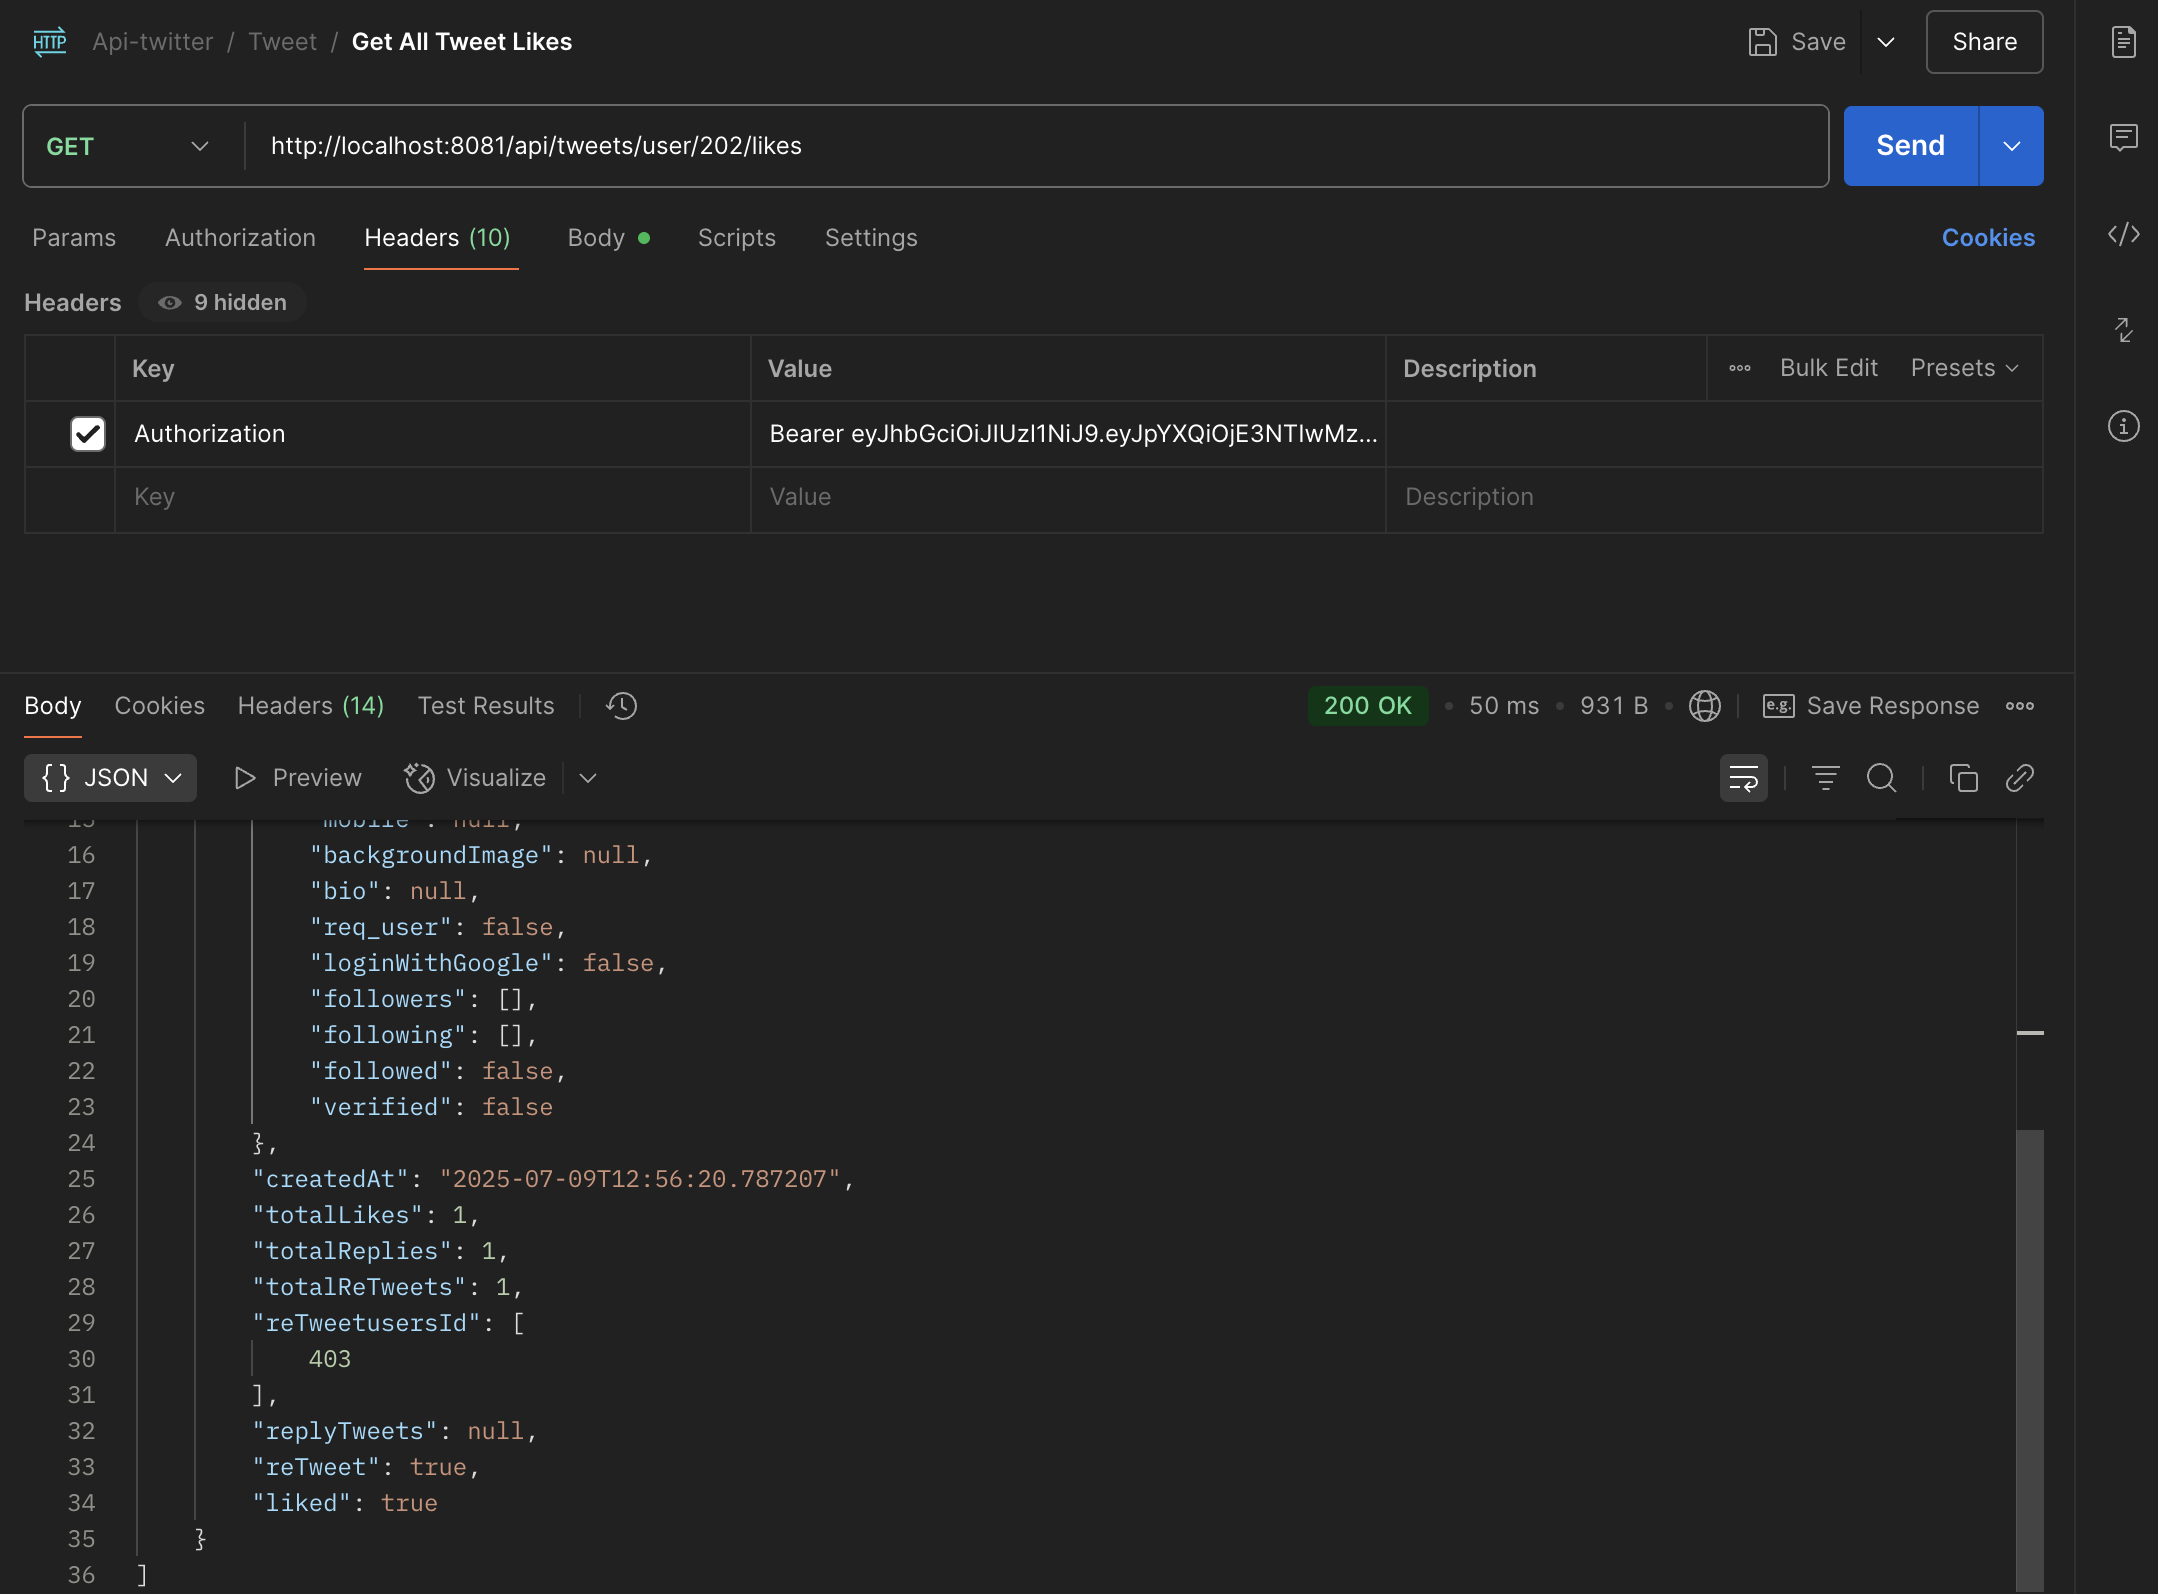 HTTP Api-twitter / Tweet / Get All Tweet Likes Save Share
GET http://localhost:8081/api/tweets/user/202/likes Send
Params Authorization Headers (10) Body Scripts Settings Cookies
Headers 9 hidden
Key Value Description Bulk Edit Presets
Authorization Bearer eyJhbGciOiJIUzI1NiJ9.eyJpYXQiOjE3NTIwMz...
Key Value Description
Body Cookies Headers (14) Test Results 200 OK 50 ms 931 B e.g. Save Response
{} JSON Preview Visualize
15 "mobile": null,
16 "backgroundImage": null,
17 "bio": null,
18 "req_user": false,
19 "loginWithGoogle": false,
20 "followers": [],
21 "following": [],
22 "followed": false,
23 "verified": false
24 },
25 "createdAt": "2025-07-09T12:56:20.787207",
26 "totalLikes": 1,
27 "totalReplies": 1,
28 "totalReTweets": 1,
29 "reTweetusersId": [
30 403
31 ],
32 "replyTweets": null,
33 "reTweet": true,
34 "liked": true
35 }
36 ]